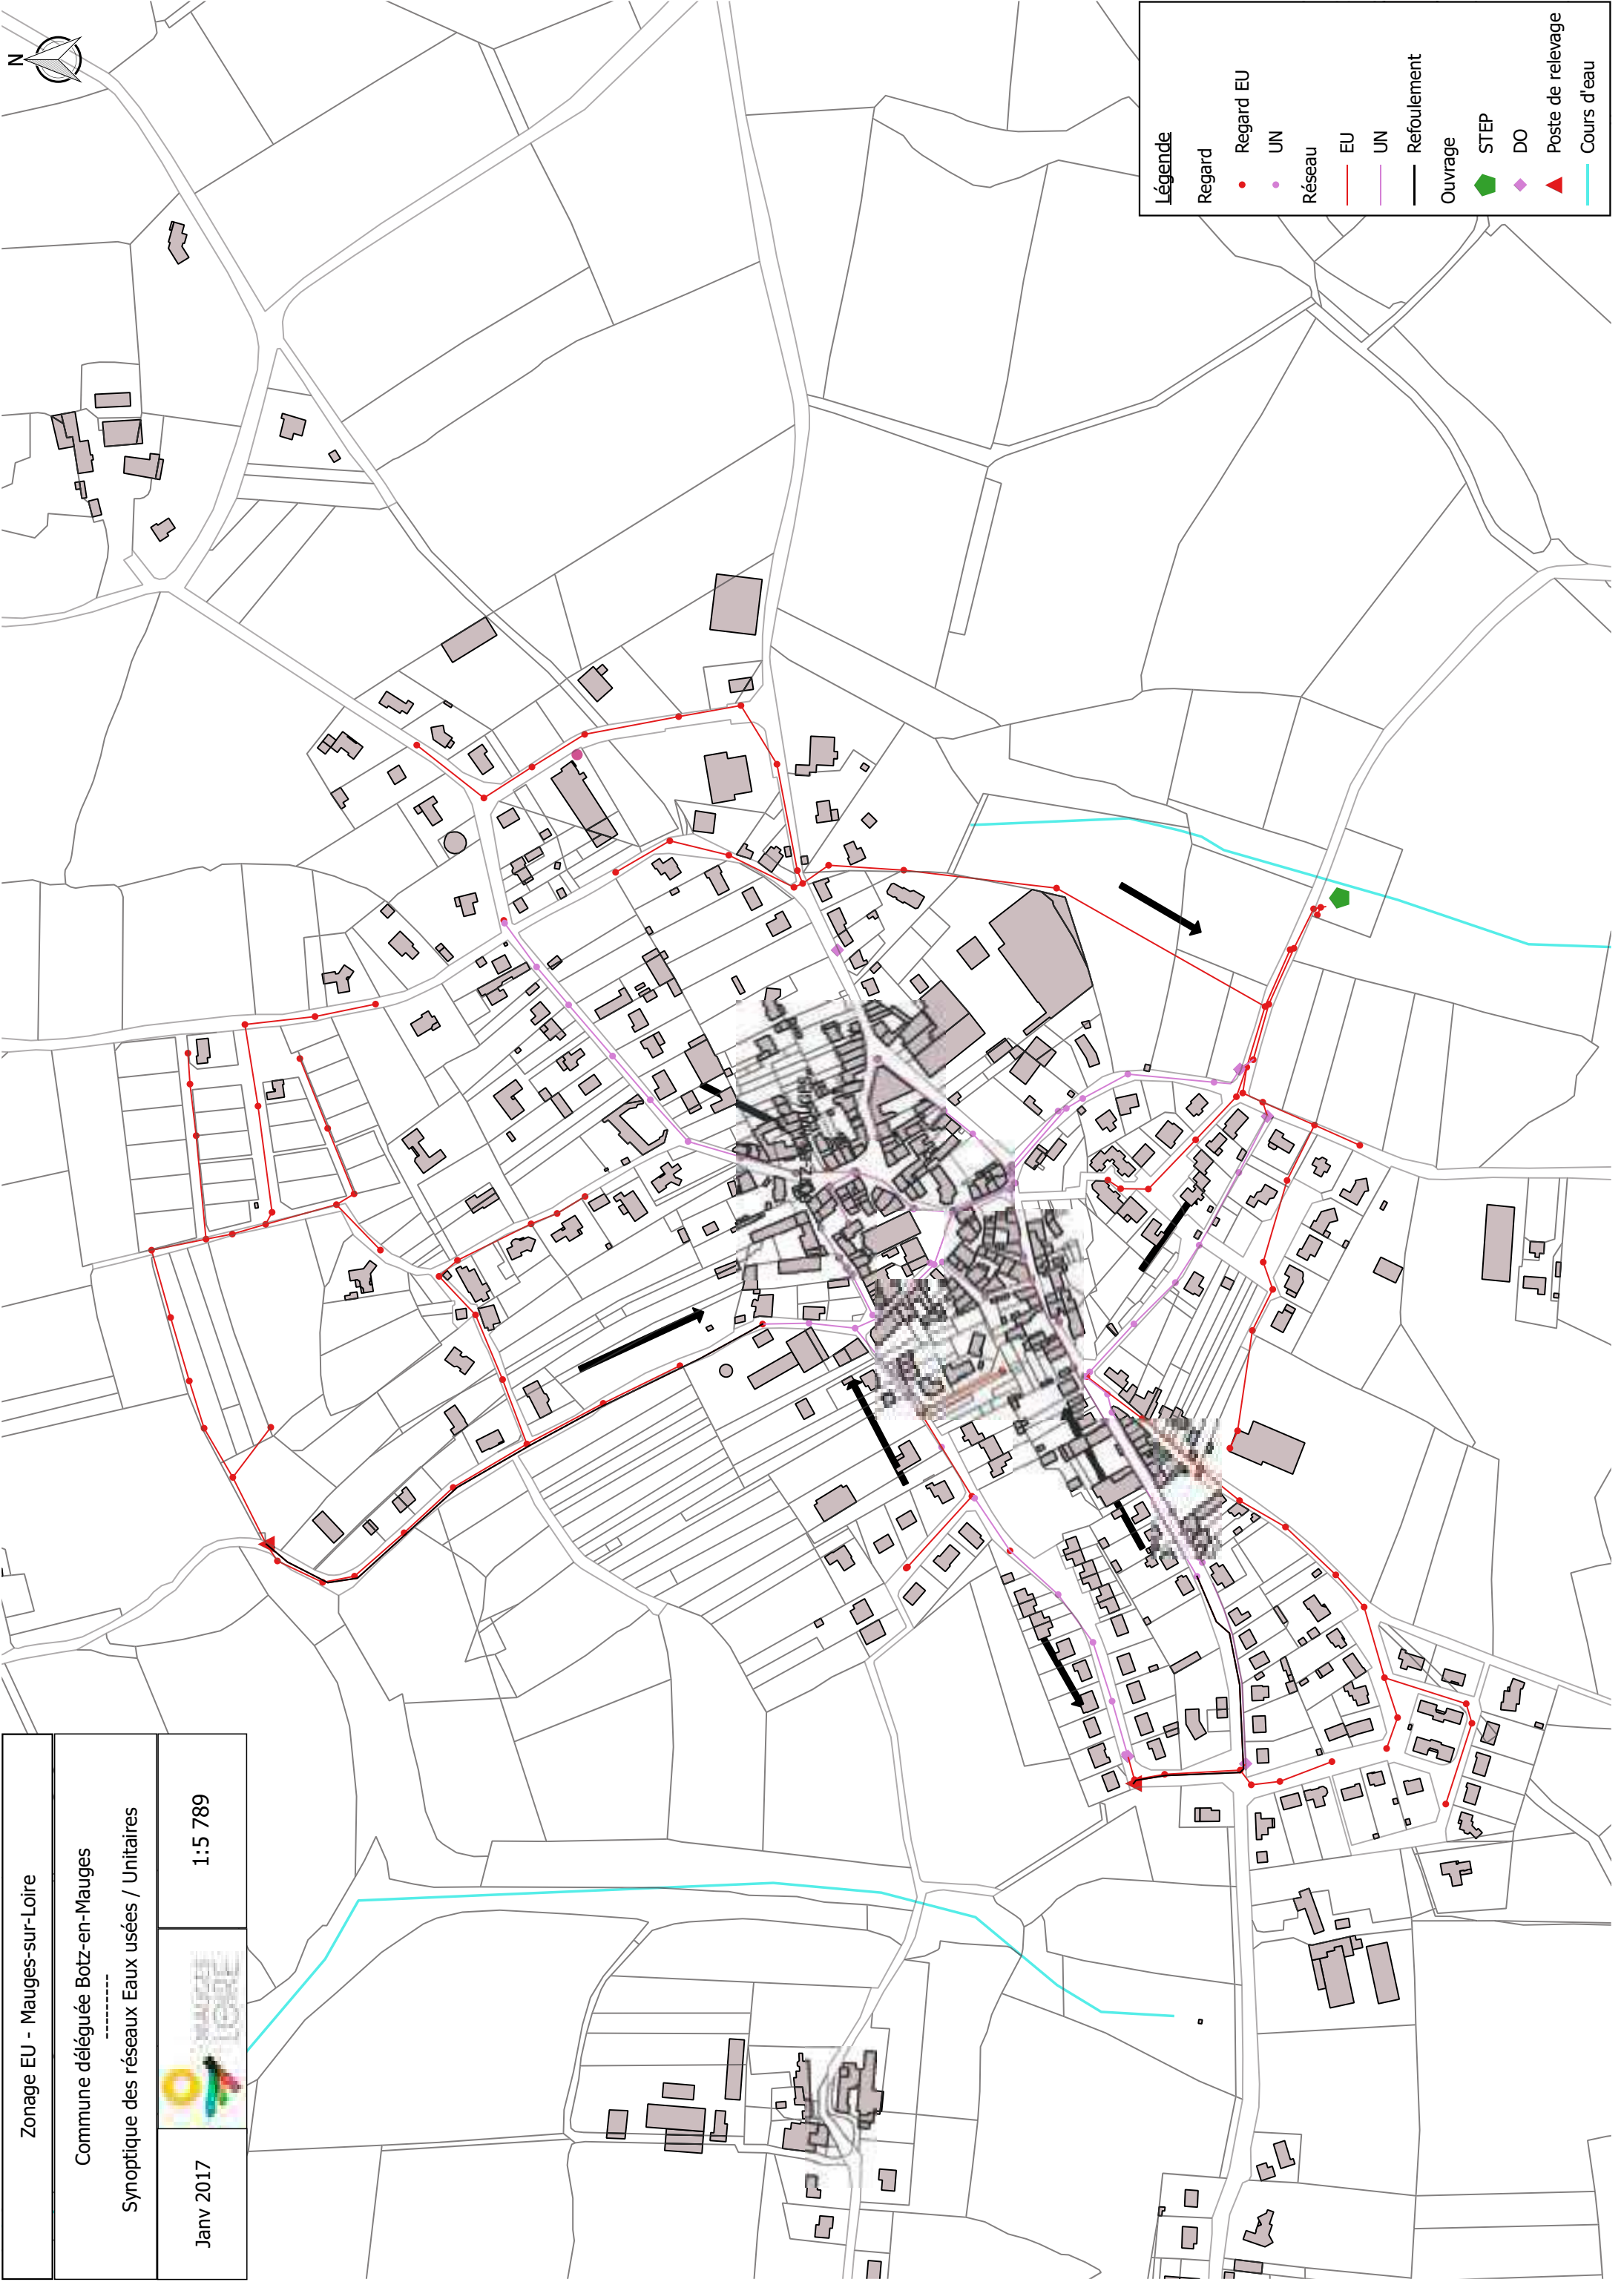 Zonage EU - Mauges-sur-Loire
Commune déléguée Botz-en-Mauges
---------
Synoptique des réseaux Eaux usées / Unitaires
Janv 2017
MAUGES
LOIRE
1:5 789
N
Légende
Regard
Regard EU
UN
Réseau
EU
UN
Refoulement
Ouvrage
STEP
DO
Poste de relevage
Cours d'eau